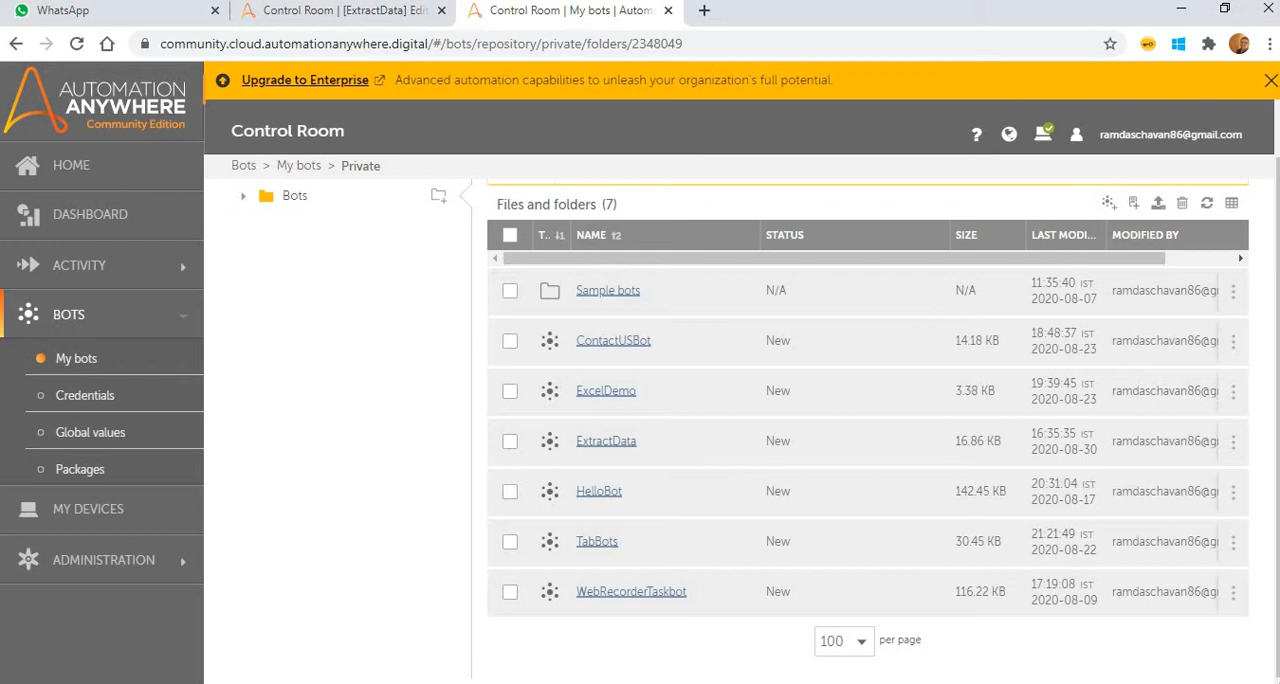 WhatsApp
Control Room | [ExtractData] Edi
Control Room | My bots | Autom
community.cloud.automationanywhere.digital/#/bots/repository/private/folders/2348049
AUTOMATION
ANYWHERE
Community Edition
Upgrade to Enterprise
Advanced automation capabilities to unleash your organization's full potential.
Control Room
?
ramdaschavan86@gmail.com
Bots > My bots > Private
HOME
DASHBOARD
ACTIVITY
BOTS
My bots
Credentials
Global values
Packages
MY DEVICES
ADMINISTRATION
Bots
Files and folders (7)
T.. NAME STATUS SIZE LAST MODI... MODIFIED BY
Sample bots N/A N/A 11:35:40 IST 2020-08-07 ramdaschavan86@g
ContactUSBot New 14.18 KB 18:48:37 IST 2020-08-23 ramdaschavan86@g
ExcelDemo New 3.38 KB 19:39:45 IST 2020-08-23 ramdaschavan86@g
ExtractData New 16.86 KB 16:35:35 IST 2020-08-30 ramdaschavan86@g
HelloBot New 142.45 KB 20:31:04 IST 2020-08-17 ramdaschavan86@g
TabBots New 30.45 KB 21:21:49 IST 2020-08-22 ramdaschavan86@g
WebRecorderTaskbot New 116.22 KB 17:19:08 IST 2020-08-09 ramdaschavan86@g
100 per page